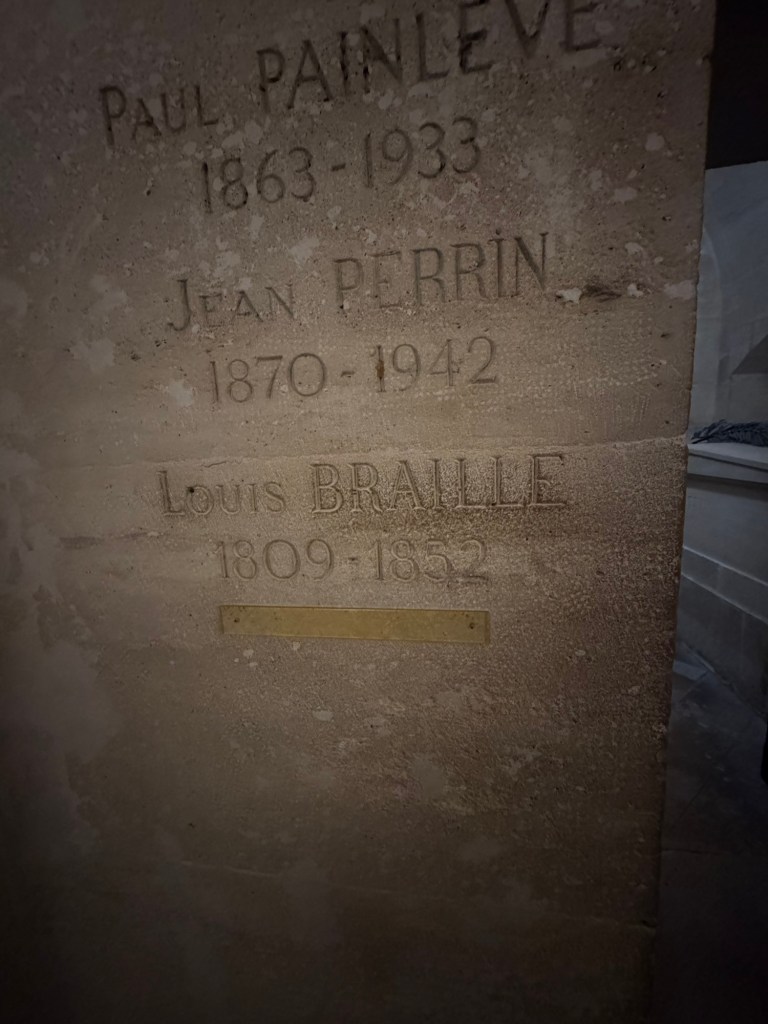 Paul PAINLEVÉ
1863-1933
Jean PERRIN
1870-1942
Louis BRAILLE
1809-1852